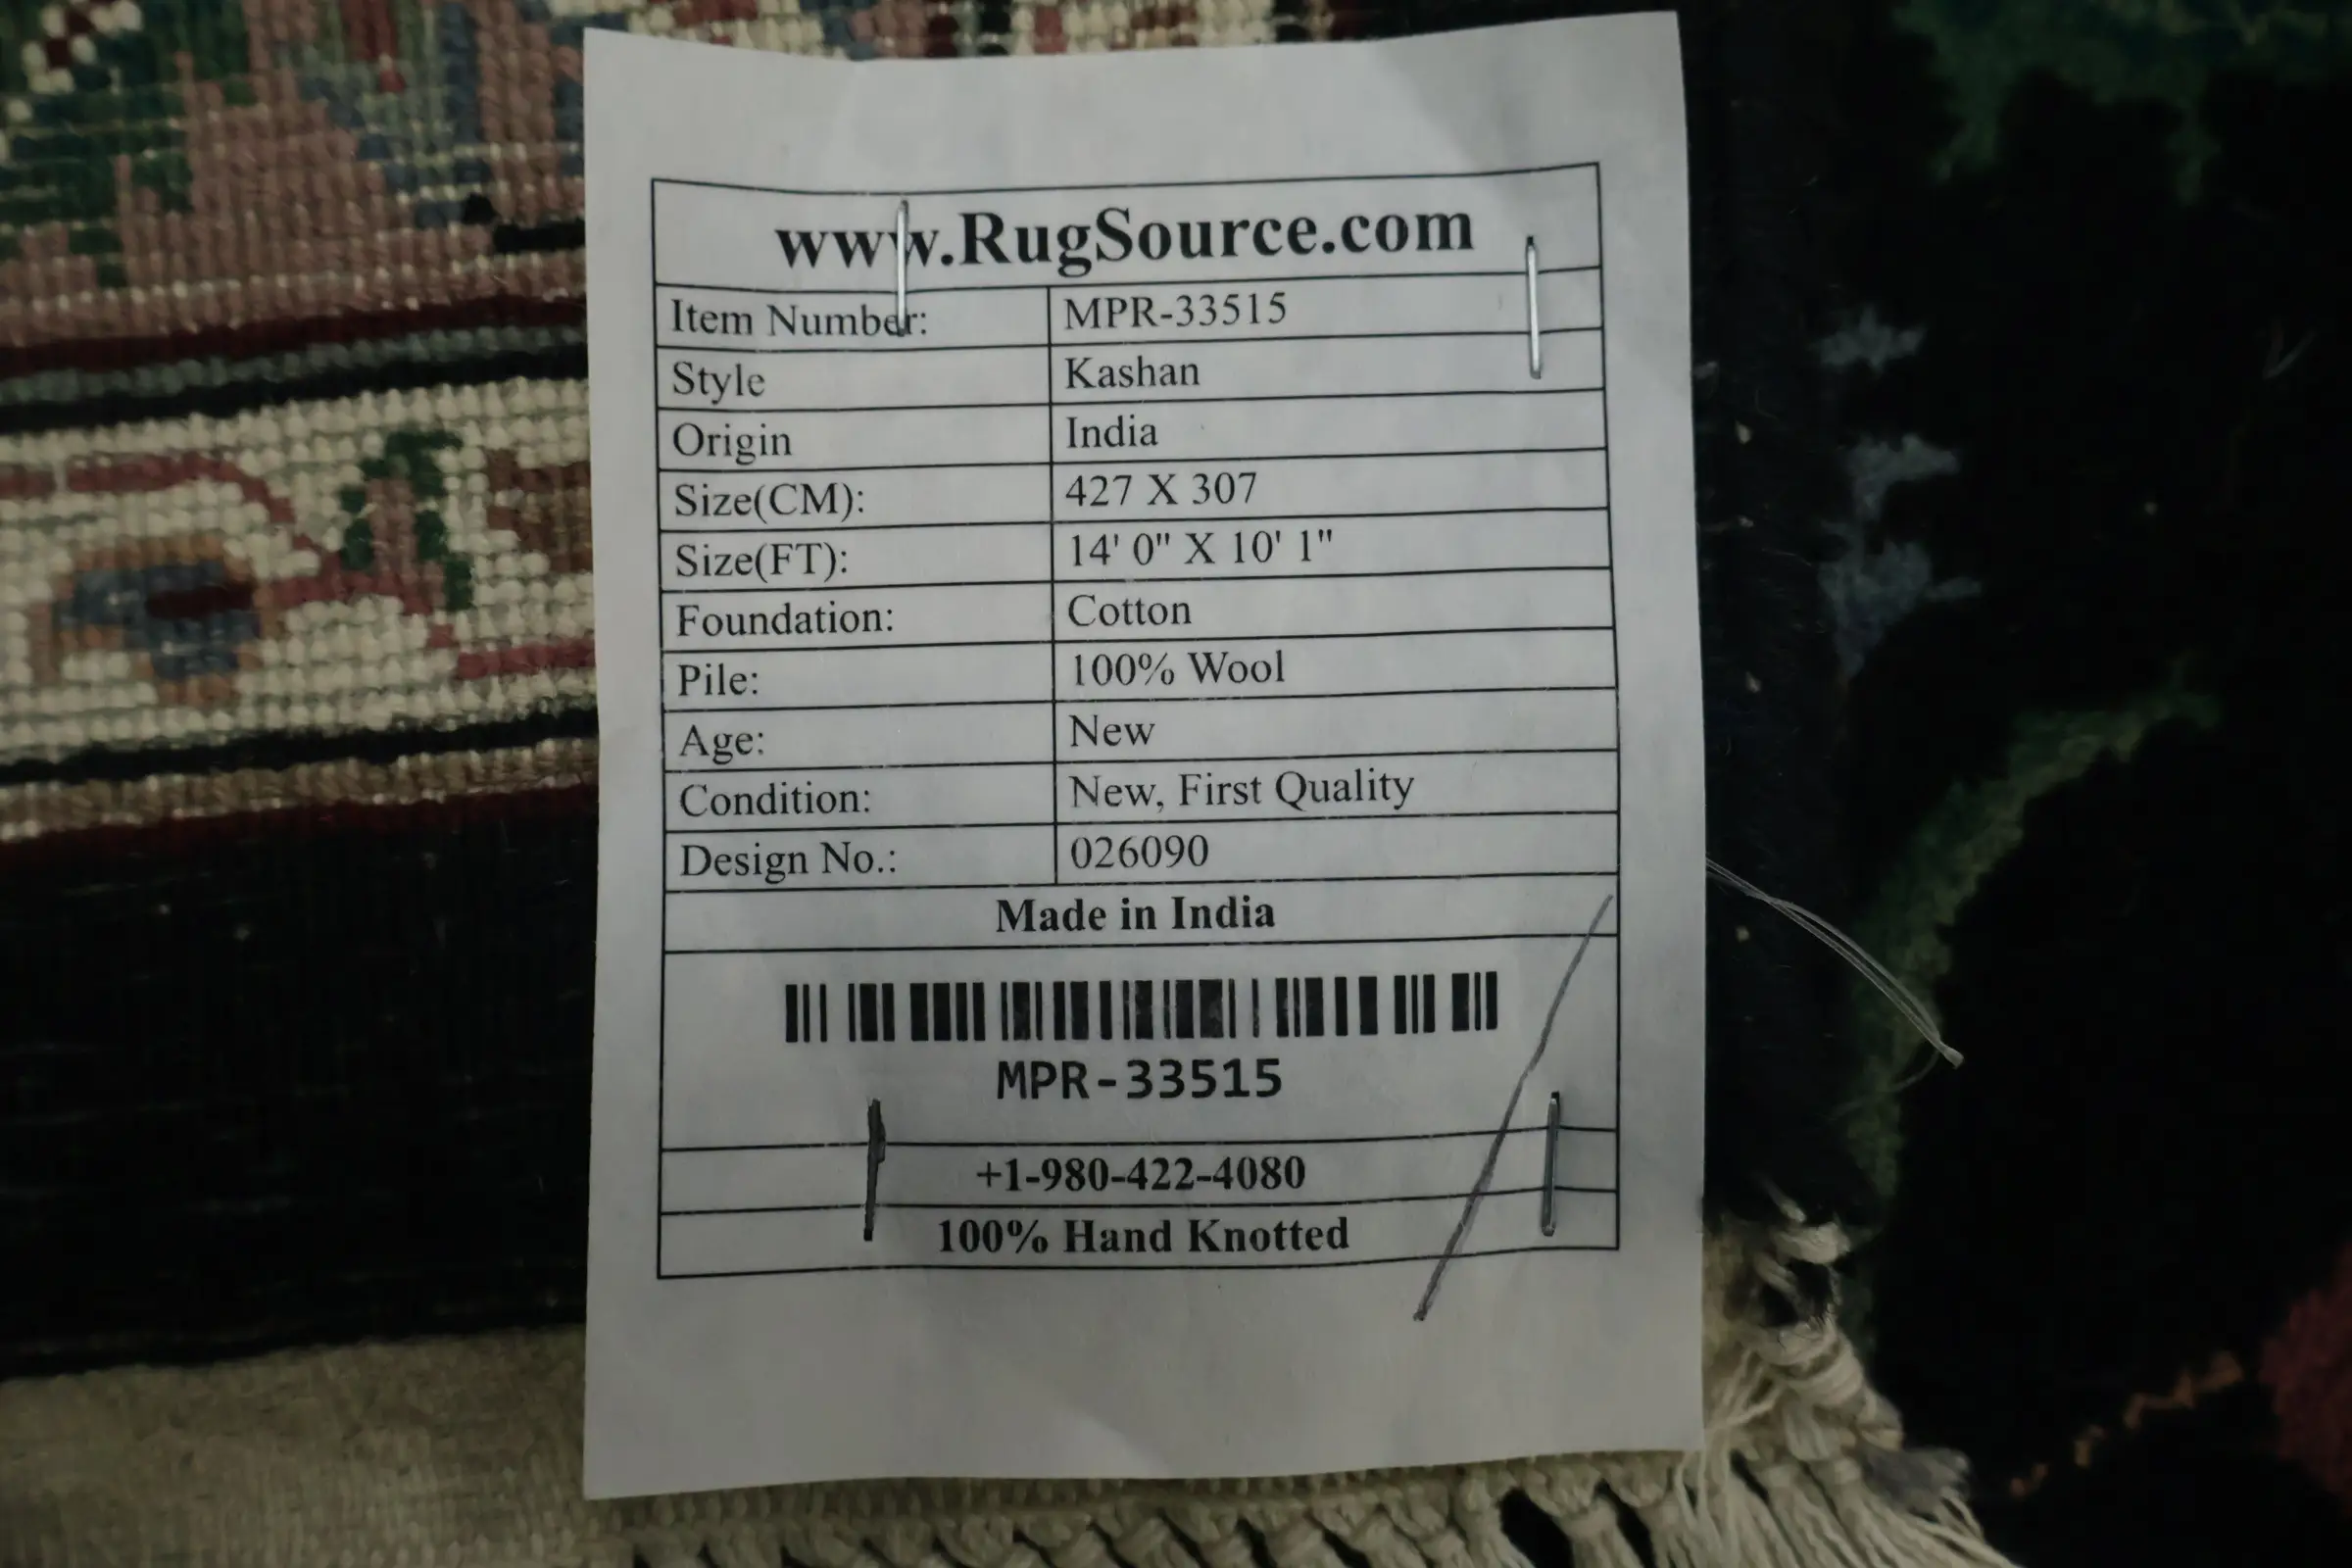 www.RugSource.com
Item Number: MPR-33515
Style Kashan
Origin India
Size(CM): 427 X 307
Size(FT): 14' 0" X 10' 1"
Foundation: Cotton
Pile: 100% Wool
Age: New
Condition: New, First Quality
Design No.: 026090
Made in India
MPR-33515
+1-980-422-4080
100% Hand Knotted